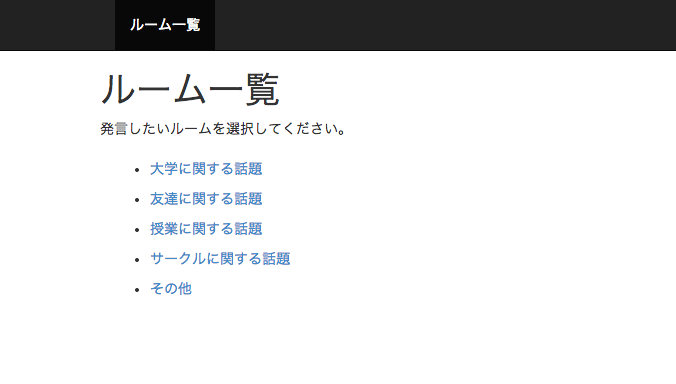 ルーム一覧
ルーム一覧
発言したいルームを選択してください。
大学に関する話題
友達に関する話題
授業に関する話題
サークルに関する話題
その他